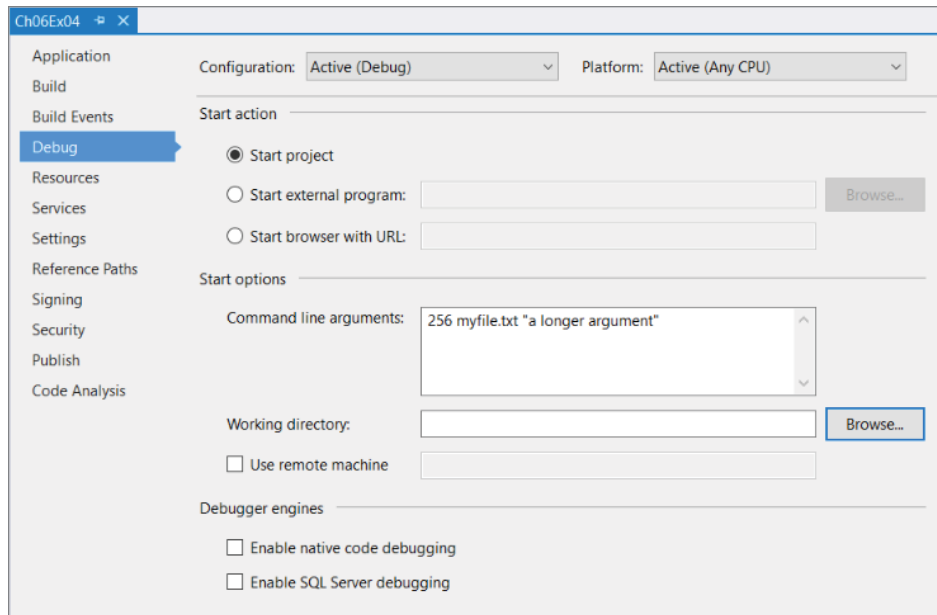 Ch06Ex04
Application
Build
Build Events
Debug
Resources
Services
Settings
Reference Paths
Signing
Security
Publish
Code Analysis
Configuration: Active (Debug) Platform: Active (Any CPU)
Start action
Start project
Start external program: Browse...
Start browser with URL:
Start options
Command line arguments: 256 myfile.txt "a longer argument"
Working directory: Browse...
Use remote machine
Debugger engines
Enable native code debugging
Enable SQL Server debugging